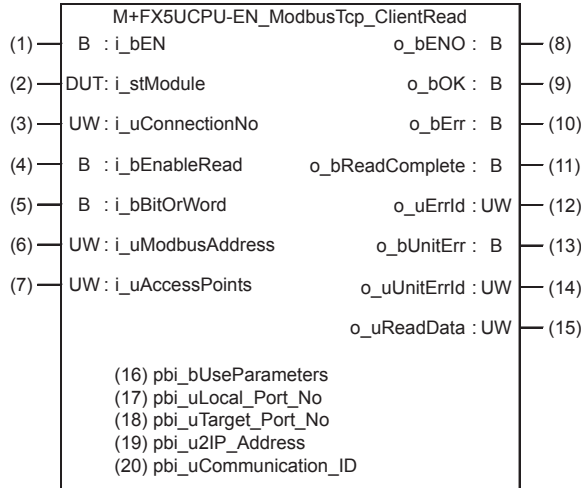 M+FX5UCPU-EN_ModbusTcp_ClientRead
(1) B : i_bEN o_bENO : B (8)
(2) DUT: i_stModule o_bOK : B (9)
(3) UW : i_uConnectionNo o_bErr : B (10)
(4) B : i_bEnableRead o_bReadComplete : B (11)
(5) B : i_bBitOrWord o_uErrId : UW (12)
(6) UW : i_uModbusAddress o_bUnitErr : B (13)
(7) UW : i_uAccessPoints o_uUnitErrId : UW (14)
o_uReadData : UW (15)
(16) pbi_bUseParameters
(17) pbi_uLocal_Port_No
(18) pbi_uTarget_Port_No
(19) pbi_u2IP_Address
(20) pbi_uCommunication_ID